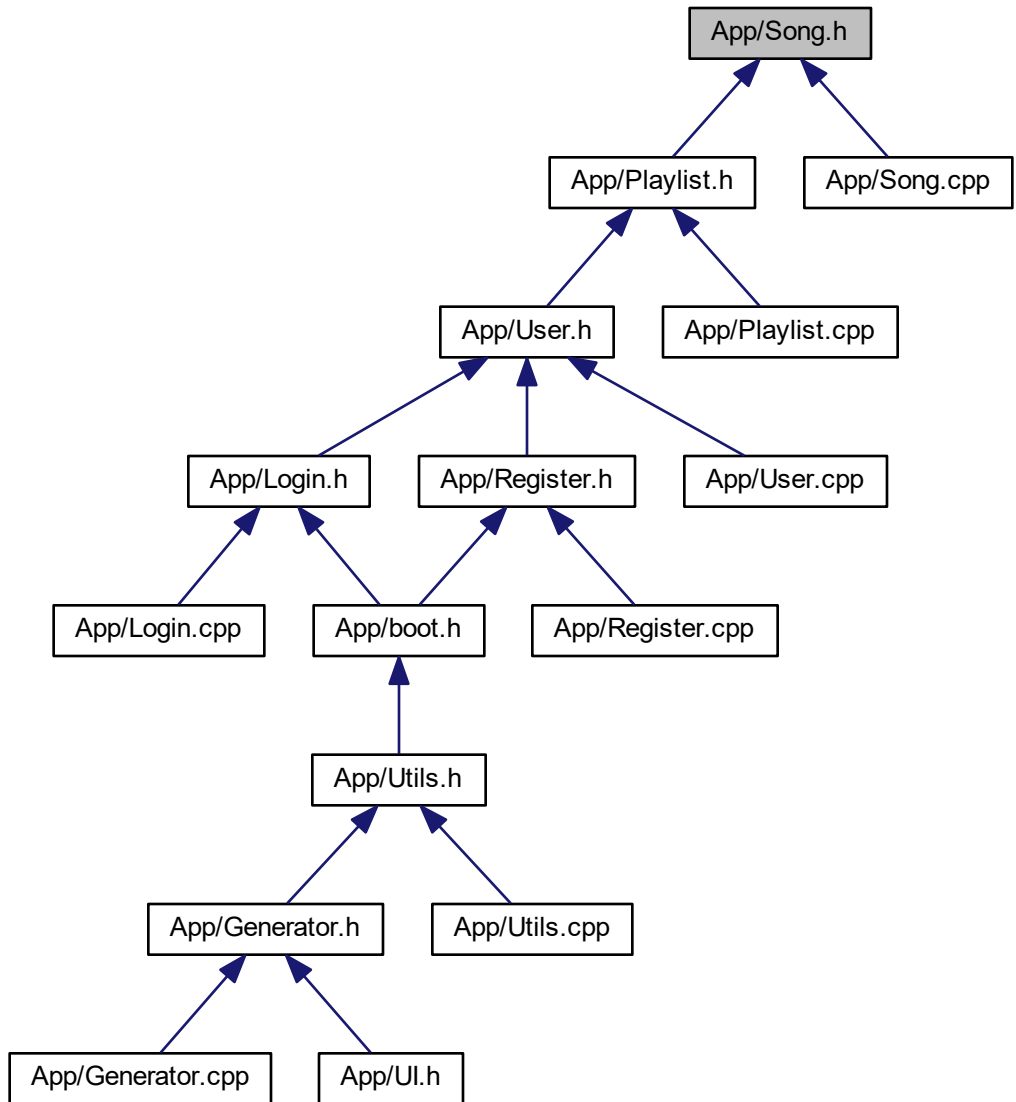 App/Song.h
App/Playlist.h
App/Song.cpp
App/User.h
App/Playlist.cpp
App/Login.h
App/Register.h
App/User.cpp
App/Login.cpp
App/boot.h
App/Register.cpp
App/Utils.h
App/Generator.h
App/Utils.cpp
App/Generator.cpp
App/UI.h